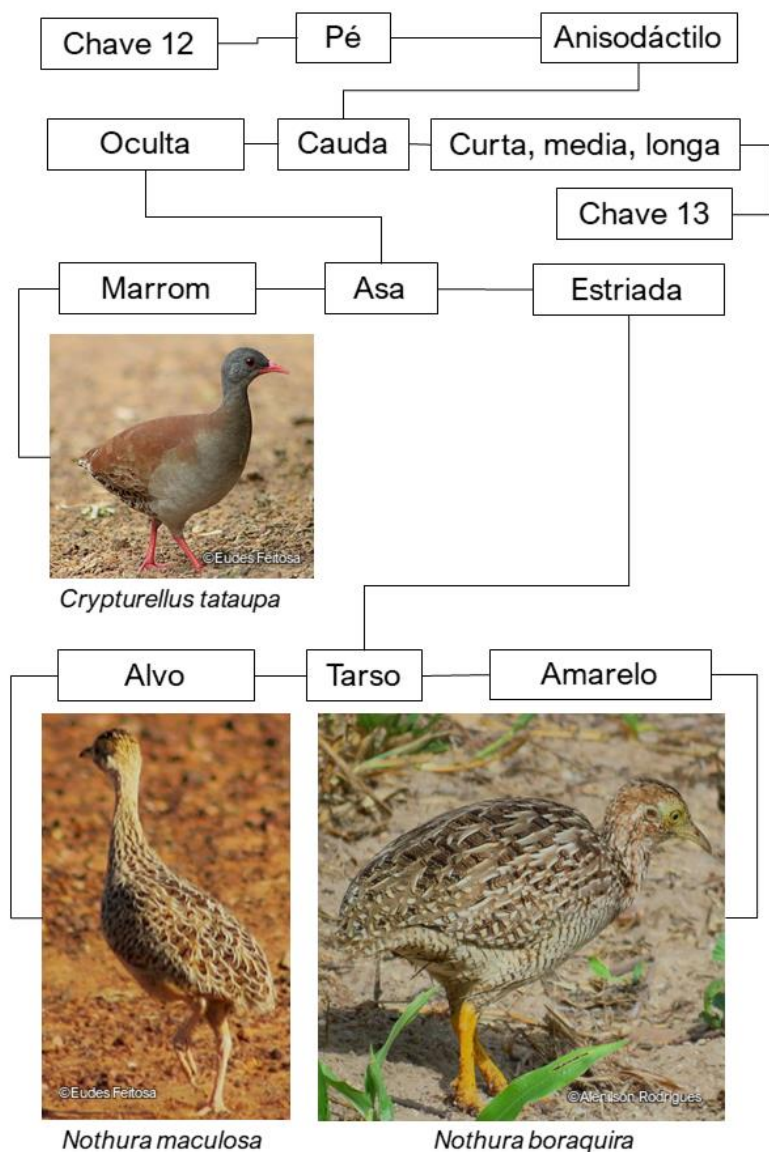 Chave 12
Pé
Anisodáctilo
Oculta
Cauda
Curta, media, longa
Chave 13
Marrom
Asa
Estriada
©Eudes Feitosa
Crypturellus tataupa
Alvo
Tarso
Amarelo
©Eudes Feitosa
©Alenilson Rodrigues
Nothura maculosa
Nothura boraquira